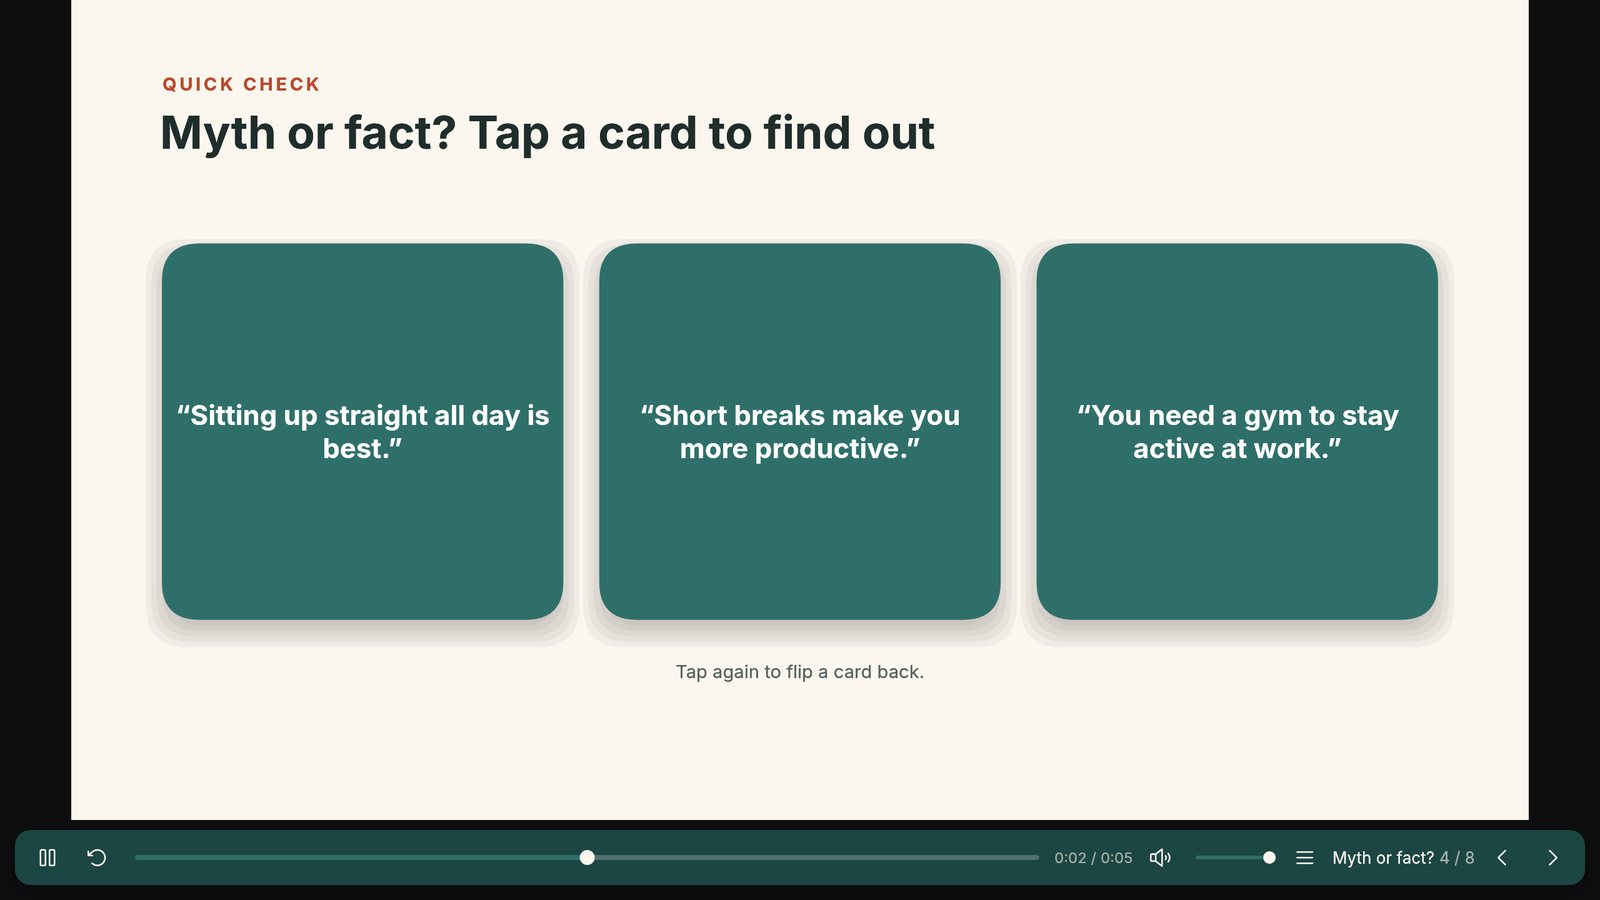 QUICK CHECK
Myth or fact? Tap a card to find out
“Sitting up straight all day is
best.”
“Short breaks make you
more productive.”
“You need a gym to stay
active at work.”
Tap again to flip a card back.
0:02 / 0:05
Myth or fact? 4 / 8